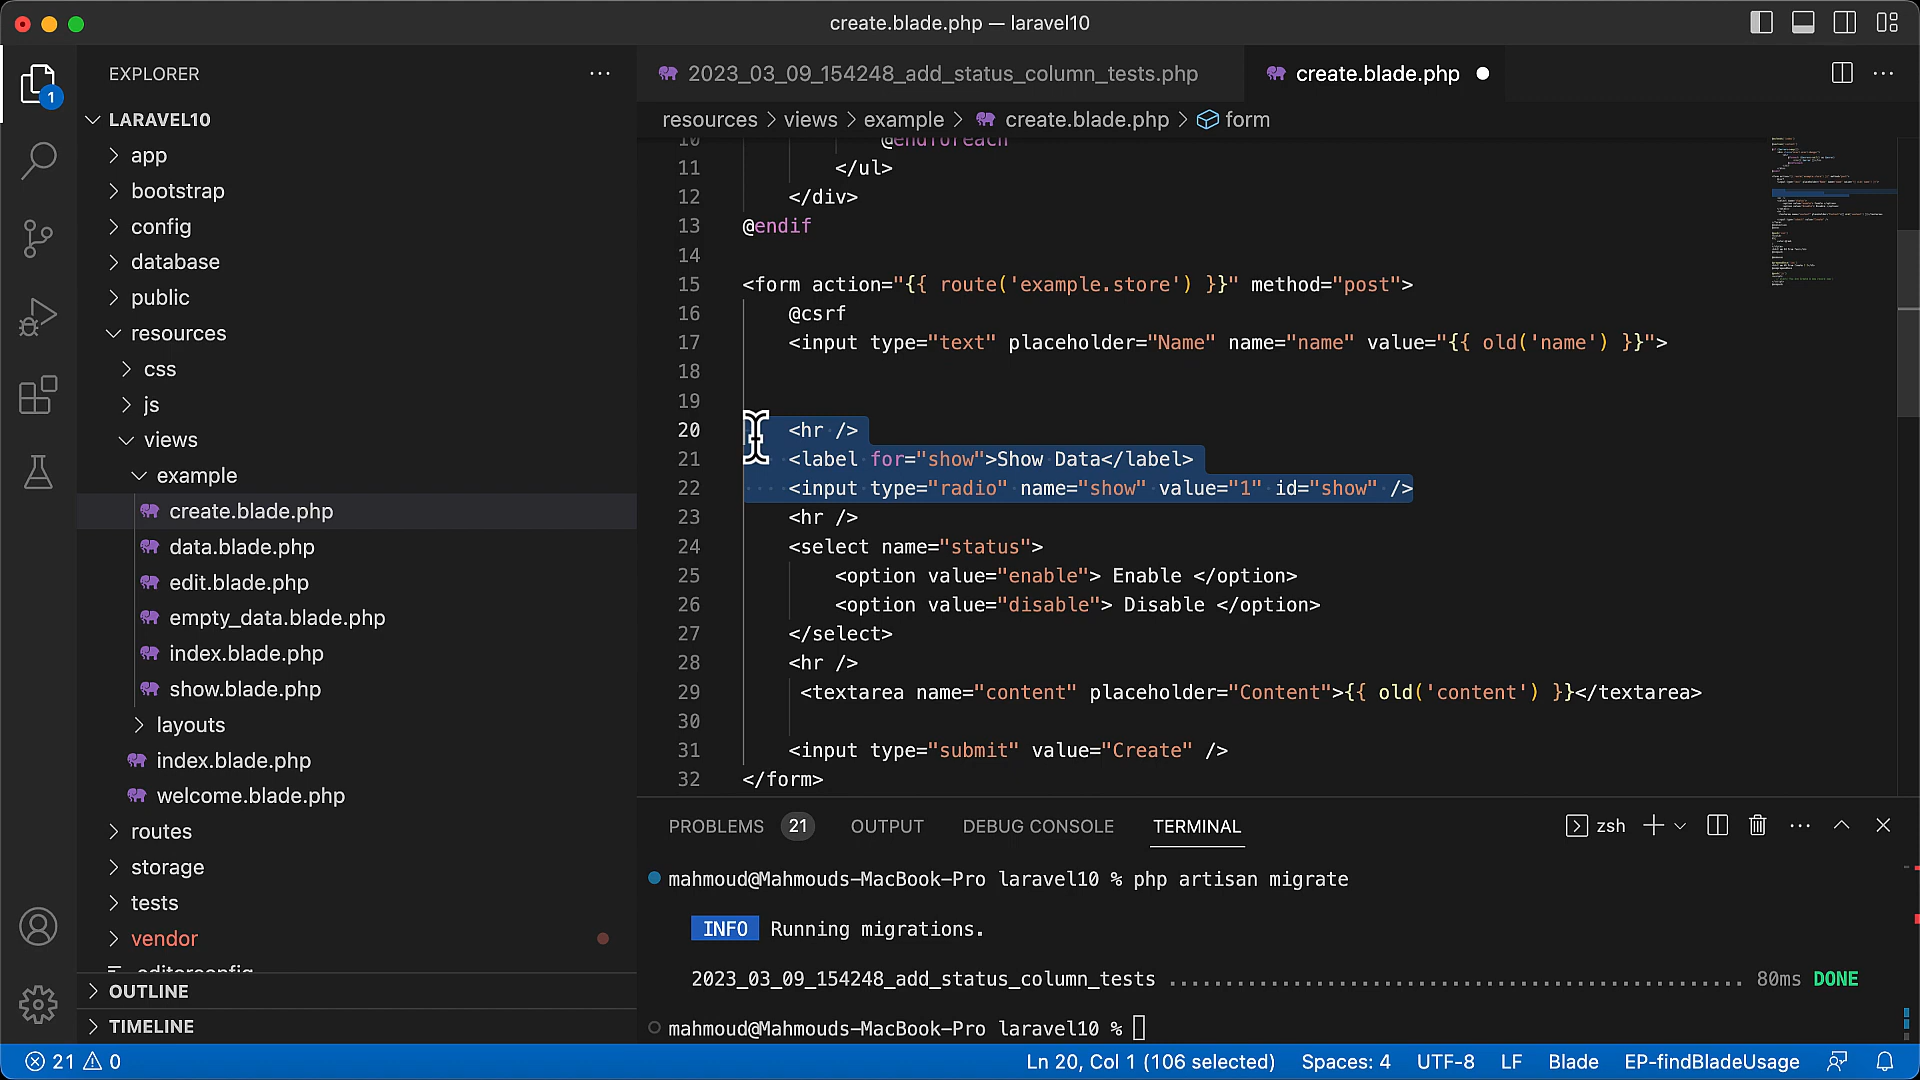 create.blade.php — laravel10
EXPLORER
1
LARAVEL10
app
bootstrap
config
database
public
resources
css
js
views
example
create.blade.php
data.blade.php
edit.blade.php
empty_data.blade.php
index.blade.php
show.blade.php
layouts
index.blade.php
welcome.blade.php
routes
storage
tests
vendor
.editorconfig
OUTLINE
TIMELINE
2023_03_09_154248_add_status_column_tests.php
create.blade.php
resources > views > example > create.blade.php > form
10 @endforeach
11 </ul>
12 </div>
13 @endif
14
15 <form action="{{ route('example.store') }}" method="post">
16 @csrf
17 <input type="text" placeholder="Name" name="name" value="{{ old('name') }}">
18
19
20 <hr />
21 <label for="show">Show Data</label>
22 <input type="radio" name="show" value="1" id="show" />
23 <hr />
24 <select name="status">
25 <option value="enable"> Enable </option>
26 <option value="disable"> Disable </option>
27 </select>
28 <hr />
29 <textarea name="content" placeholder="Content">{{ old('content') }}</textarea>
30
31 <input type="submit" value="Create" />
32 </form>
PROBLEMS 21 OUTPUT DEBUG CONSOLE TERMINAL zsh
mahmoud@Mahmouds-MacBook-Pro laravel10 % php artisan migrate
INFO Running migrations.
2023_03_09_154248_add_status_column_tests .................................................. 80ms DONE
mahmoud@Mahmouds-MacBook-Pro laravel10 %
21 0 Ln 20, Col 1 (106 selected) Spaces: 4 UTF-8 LF Blade EP-findBladeUsage